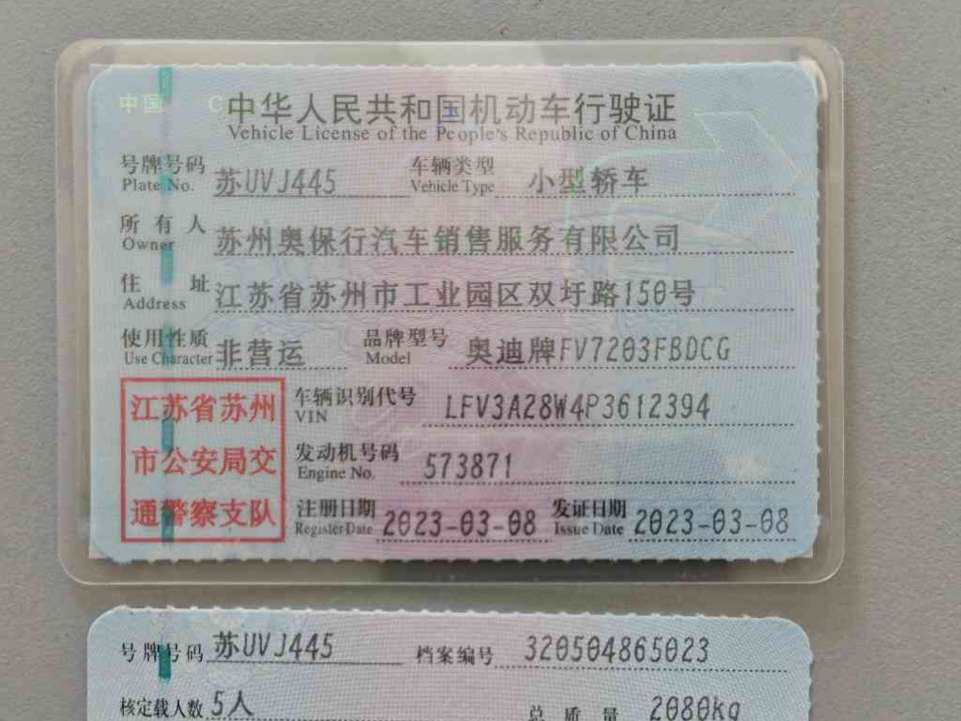 中国 C中华人民共和国机动车行驶证
Vehicle License of the People's Republic of China
号牌号码 苏UVJ445 车辆类型 小型轿车
Plate No. Vehicle Type
所有人 苏州奥保行汽车销售服务有限公司
Owner
住址 江苏省苏州市工业园区双圩路150号
Address
使用性质 非营运 品牌型号 奥迪牌FV7203FBDCG
Use Character Model
江苏省苏州
市公安局交
通警察支队
车辆识别代号 LFV3A28W4P3612394
VIN
发动机号码 573871
Engine No.
注册日期 2023-03-08 发证日期 2023-03-08
Register Date Issue Date
号牌号码 苏UVJ445 档案编号 320504865023
核定载人数 5人 总质量 2080kg